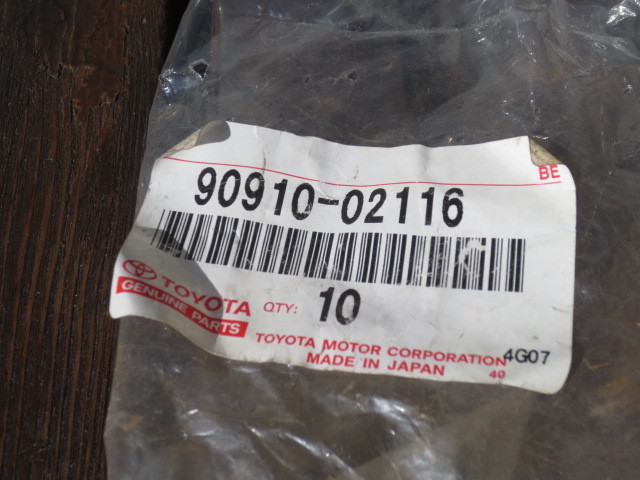 BE
90910-02116
TOYOTA
GENUINE PARTS
QTY: 10
TOYOTA MOTOR CORPORATION 4G07
MADE IN JAPAN 40